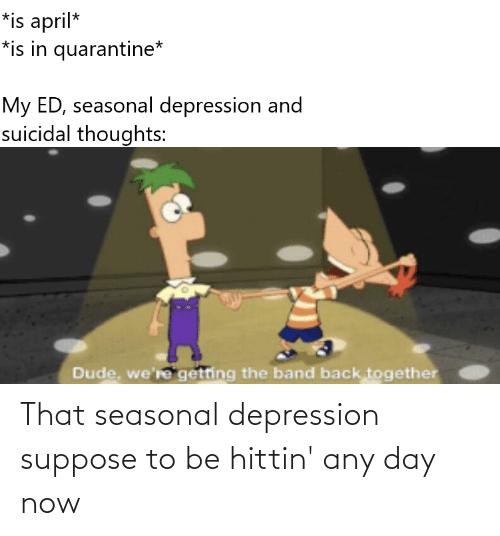 *is april*
*is in quarantine*
My ED, seasonal depression and
suicidal thoughts:
Dude, we're getting the band back together
That seasonal depression
suppose to be hittin' any day
now